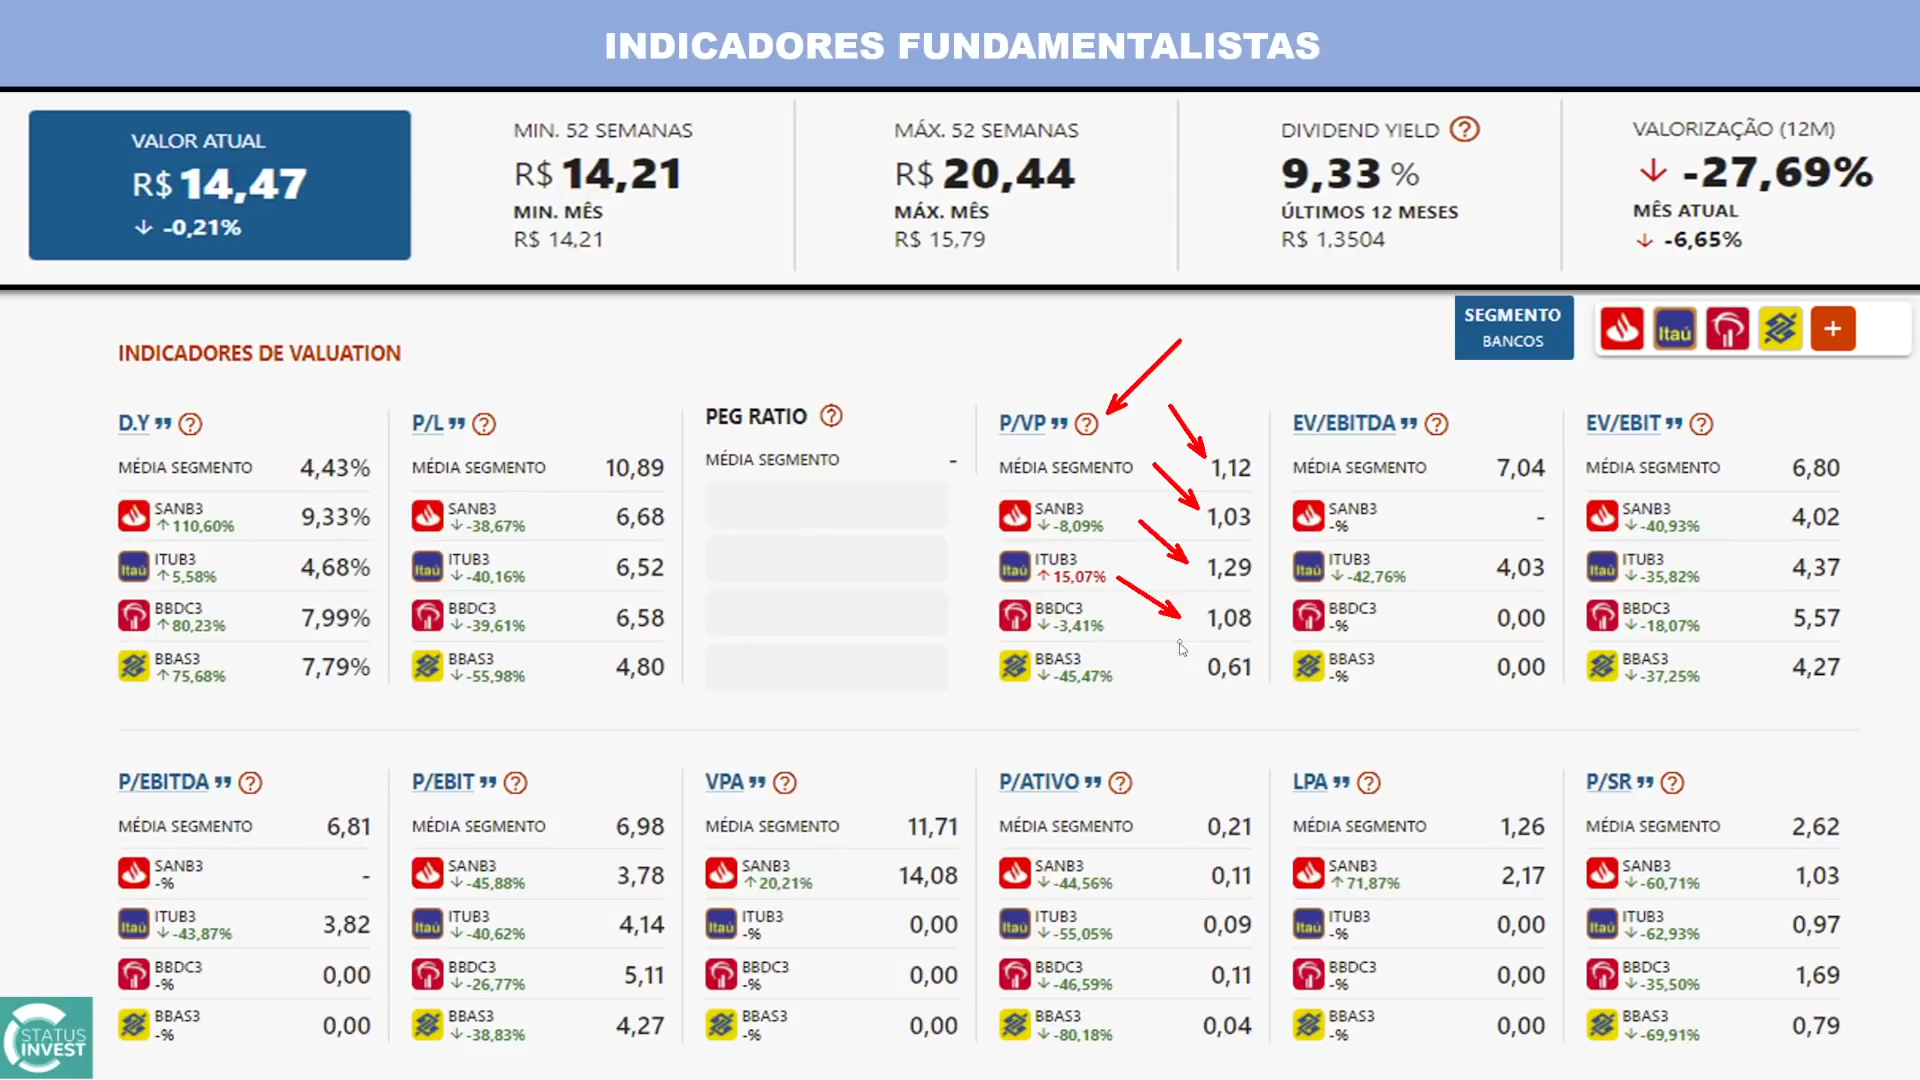 INDICADORES FUNDAMENTALISTAS
VALOR ATUAL
R$ 14,47
-0,21%
MIN. 52 SEMANAS
R$ 14,21
MIN. MÊS
R$ 14,21
MÁX. 52 SEMANAS
R$ 20,44
MÁX. MÊS
R$ 15,79
DIVIDEND YIELD ?
9,33 %
ÚLTIMOS 12 MESES
R$ 1,3504
VALORIZAÇÃO (12M)
-27,69%
MÊS ATUAL
-6,65%
SEGMENTO
BANCOS
Itaú
+
INDICADORES DE VALUATION
D.Y ?
MÉDIA SEGMENTO 4,43%
SANB3 9,33%
110,60%
Itaú ITUB3 4,68%
5,58%
BBDC3 7,99%
80,23%
BBAS3 7,79%
75,68%
P/L ?
MÉDIA SEGMENTO 10,89
SANB3 6,68
-38,67%
Itaú ITUB3 6,52
-40,16%
BBDC3 6,58
-39,61%
BBAS3 4,80
-55,98%
PEG RATIO ?
MÉDIA SEGMENTO -
P/VP ?
MÉDIA SEGMENTO 1,12
SANB3 1,03
-8,09%
Itaú ITUB3 1,29
15,07%
BBDC3 1,08
-3,41%
BBAS3 0,61
-45,47%
EV/EBITDA ?
MÉDIA SEGMENTO 7,04
SANB3 -
-%
Itaú ITUB3 4,03
-42,76%
BBDC3 0,00
-%
BBAS3 0,00
-%
EV/EBIT ?
MÉDIA SEGMENTO 6,80
SANB3 4,02
-40,93%
Itaú ITUB3 4,37
-35,82%
BBDC3 5,57
-18,07%
BBAS3 4,27
-37,25%
P/EBITDA ?
MÉDIA SEGMENTO 6,81
SANB3 -
-%
Itaú ITUB3 3,82
-43,87%
BBDC3 0,00
-%
BBAS3 0,00
-%
P/EBIT ?
MÉDIA SEGMENTO 6,98
SANB3 3,78
-45,88%
Itaú ITUB3 4,14
-40,62%
BBDC3 5,11
-26,77%
BBAS3 4,27
-38,83%
VPA ?
MÉDIA SEGMENTO 11,71
SANB3 14,08
20,21%
Itaú ITUB3 0,00
-%
BBDC3 0,00
-%
BBAS3 0,00
-%
P/ATIVO ?
MÉDIA SEGMENTO 0,21
SANB3 0,11
-44,56%
Itaú ITUB3 0,09
-55,05%
BBDC3 0,11
-46,59%
BBAS3 0,04
-80,18%
LPA ?
MÉDIA SEGMENTO 1,26
SANB3 2,17
71,87%
Itaú ITUB3 0,00
-%
BBDC3 0,00
-%
BBAS3 0,00
-%
P/SR ?
MÉDIA SEGMENTO 2,62
SANB3 1,03
-60,71%
Itaú ITUB3 0,97
-62,93%
BBDC3 1,69
-35,50%
BBAS3 0,79
-69,91%
STATUS
INVEST